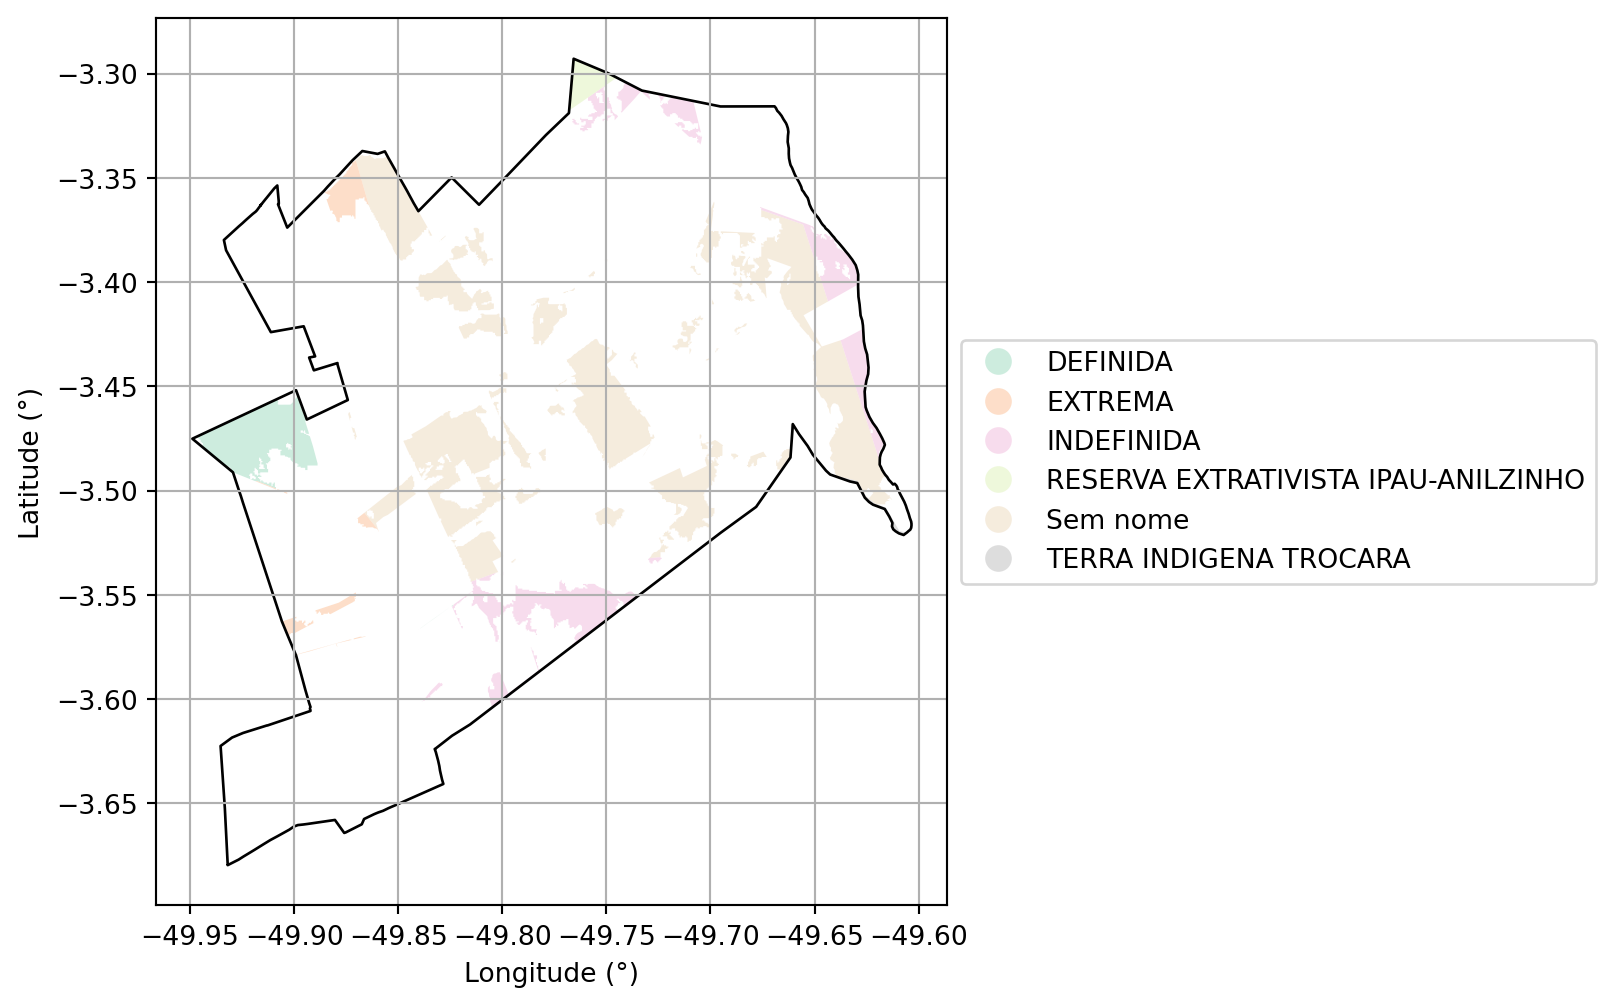 −3.30
−3.35
−3.40
−3.45
−3.50
−3.55
−3.60
−3.65
Latitude (°)
−49.95 −49.90 −49.85 −49.80 −49.75 −49.70 −49.65 −49.60
Longitude (°)
DEFINIDA
EXTREMA
INDEFINIDA
RESERVA EXTRATIVISTA IPAU-ANILZINHO
Sem nome
TERRA INDIGENA TROCARA